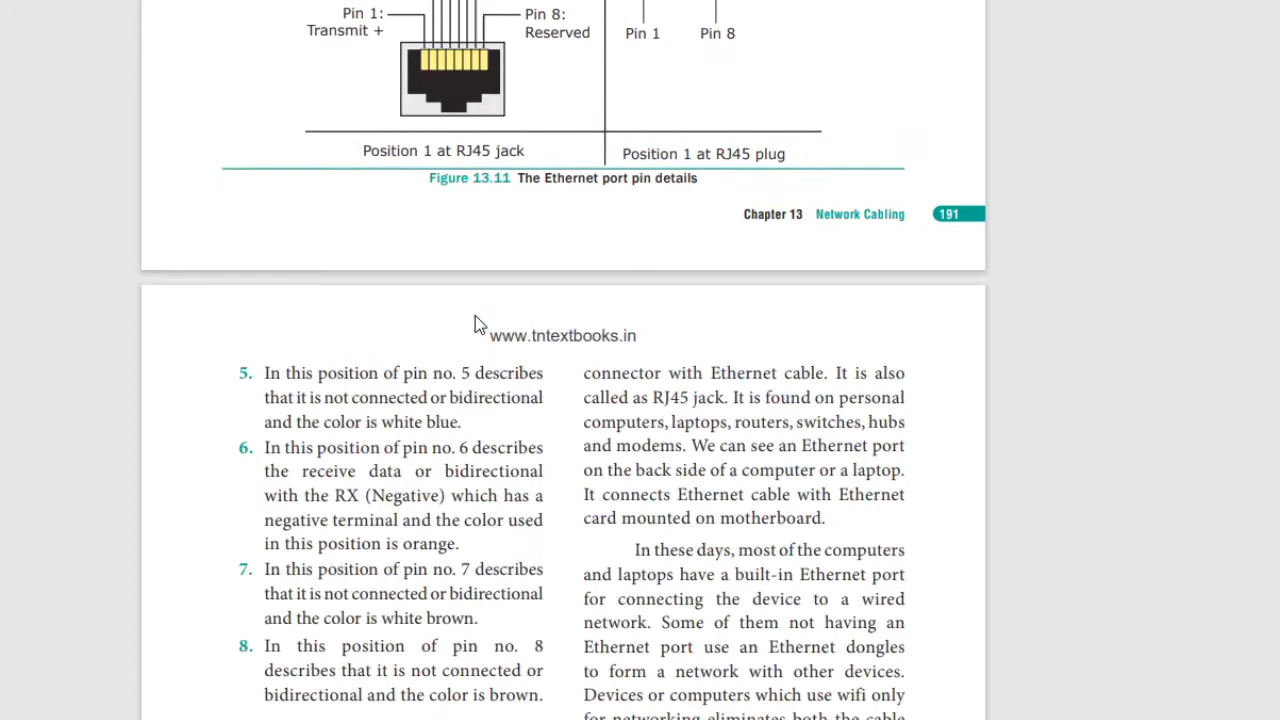 Pin 1:
Transmit +
Pin 8:
Reserved
Pin 1
Pin 8
Position 1 at RJ45 jack
Position 1 at RJ45 plug
Figure 13.11 The Ethernet port pin details
Chapter 13 Network Cabling 191
www.tntextbooks.in
5. In this position of pin no. 5 describes
that it is not connected or bidirectional
and the color is white blue.
6. In this position of pin no. 6 describes
the receive data or bidirectional
with the RX (Negative) which has a
negative terminal and the color used
in this position is orange.
7. In this position of pin no. 7 describes
that it is not connected or bidirectional
and the color is white brown.
8. In this position of pin no. 8
describes that it is not connected or
bidirectional and the color is brown.
connector with Ethernet cable. It is also
called as RJ45 jack. It is found on personal
computers, laptops, routers, switches, hubs
and modems. We can see an Ethernet port
on the back side of a computer or a laptop.
It connects Ethernet cable with Ethernet
card mounted on motherboard.
In these days, most of the computers
and laptops have a built-in Ethernet port
for connecting the device to a wired
network. Some of them not having an
Ethernet port use an Ethernet dongles
to form a network with other devices.
Devices or computers which use wifi only
for networking eliminates both the cable